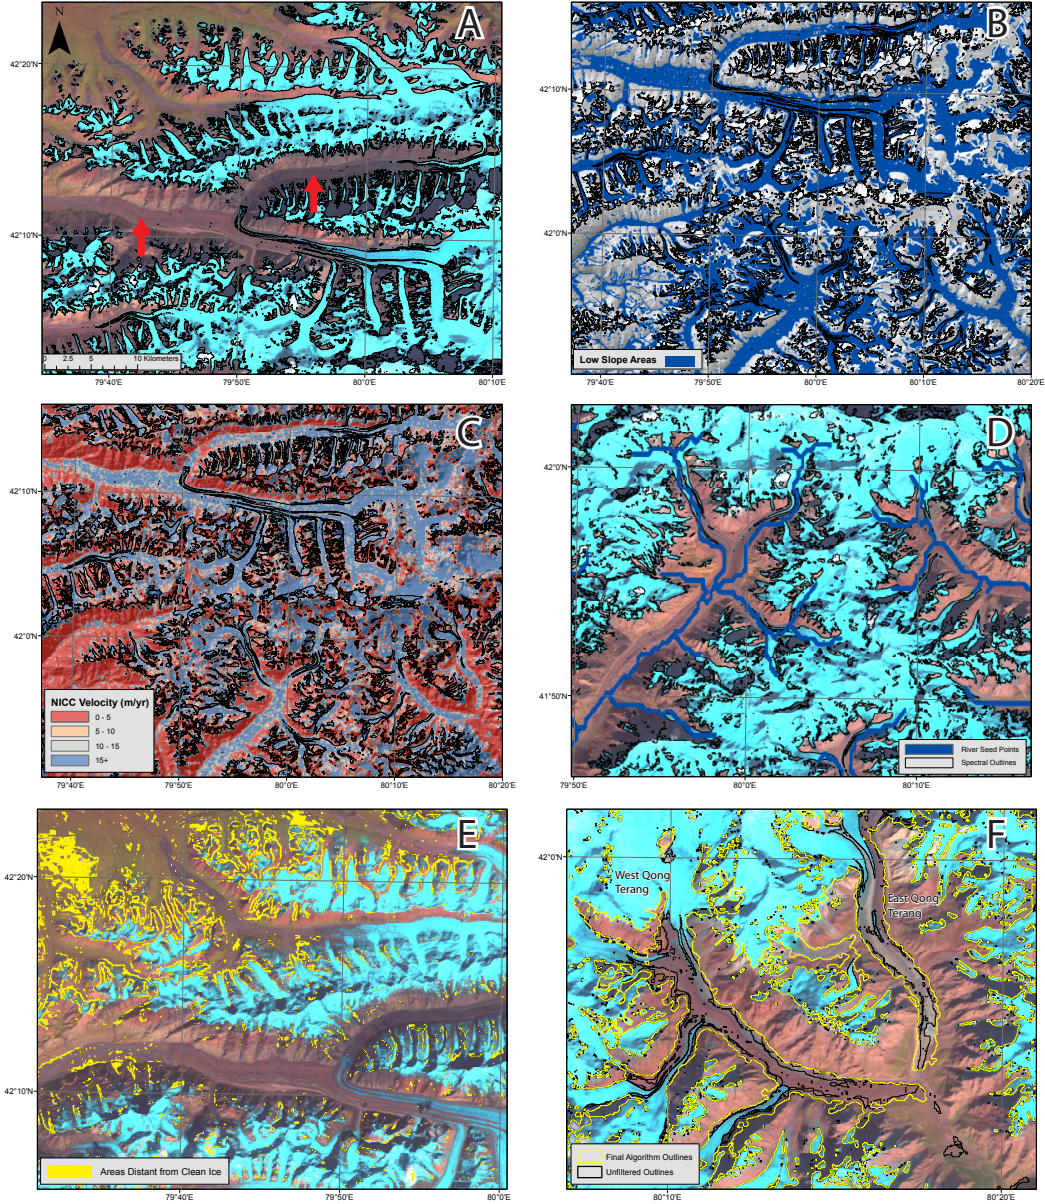 A
N
42°20'N
42°10'N
0 2.5 5 10 Kilometers
79°40'E 79°50'E 80°0'E 80°10'E
B
42°10'N
42°0'N
Low Slope Areas
79°40'E 79°50'E 80°0'E 80°10'E 80°20'E
C
42°10'N
42°0'N
NICC Velocity (m/yr)
0 - 5
5 - 10
10 - 15
15+
79°40'E 79°50'E 80°0'E 80°10'E 80°20'E
D
42°0'N
41°50'N
River Seed Points
Spectral Outlines
79°50'E 80°0'E 80°10'E
E
42°20'N
42°10'N
Areas Distant from Clean Ice
79°40'E 79°50'E 80°0'E
F
42°0'N
West Qong
Terang
East Qong
Terang
Final Algorithm Outlines
Unfiltered Outlines
80°10'E 80°20'E